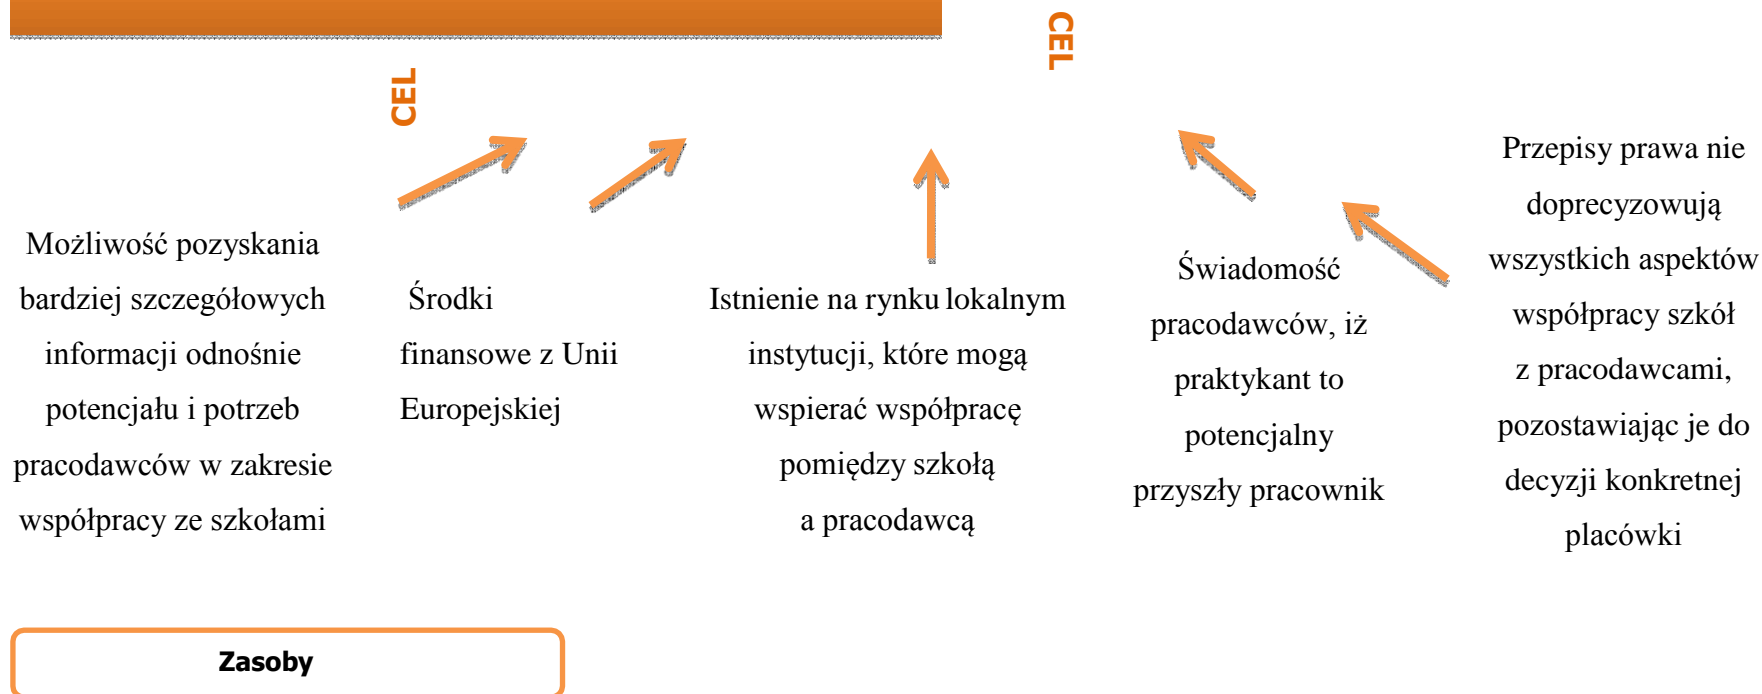 CEL
CEL
Możliwość pozyskania
bardziej szczegółowych
informacji odnośnie
potencjału i potrzeb
pracodawców w zakresie
współpracy ze szkołami
Środki
finansowe z Unii
Europejskiej
Istnienie na rynku lokalnym
instytucji, które mogą
wspierać współpracę
pomiędzy szkołą
a pracodawcą
Świadomość
pracodawców, iż
praktykant to
potencjalny
przyszły pracownik
Przepisy prawa nie
doprecyzowują
wszystkich aspektów
współpracy szkół
z pracodawcami,
pozostawiając je do
decyzji konkretnej
placówki
Zasoby